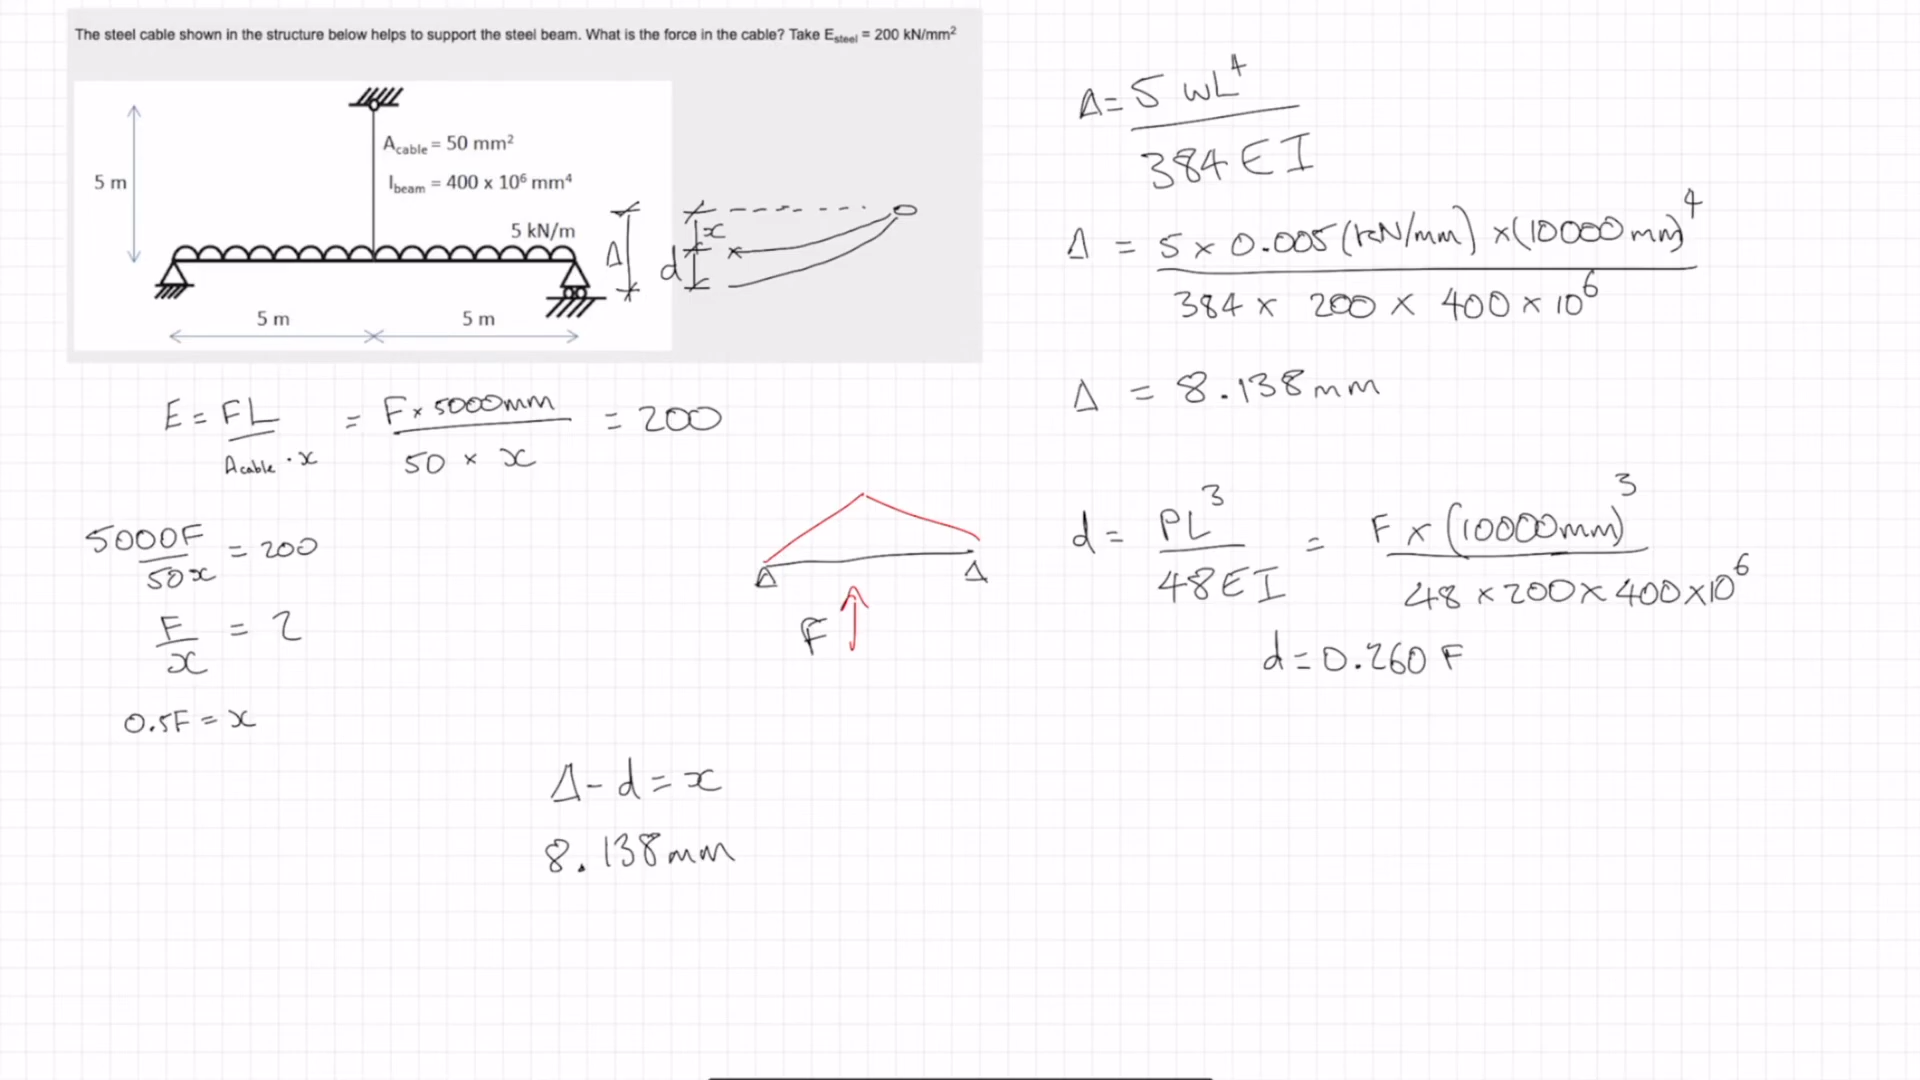 The steel cable shown in the structure below helps to support the steel beam. What is the force in the cable? Take Esteel = 200 kN/mm²
5 m
Acable = 50 mm²
Ibeam = 400 x 10⁶ mm⁴
5 kN/m
5 m
5 m
Δ
d
x
E = FL / Acable · x = F × 5000mm / 50 × x = 200
5000F / 50x = 200
F / x = 2
0.5F = x
F
Δ - d = x
8.138mm
Δ = 5 wL⁴ / 384 E I
Δ = 5 × 0.005 (kN/mm) × (10000 mm)⁴ / 384 × 200 × 400 × 10⁶
Δ = 8.138mm
d = PL³ / 48EI = F × (10000mm)³ / 48 × 200 × 400 × 10⁶
d = 0.260 F